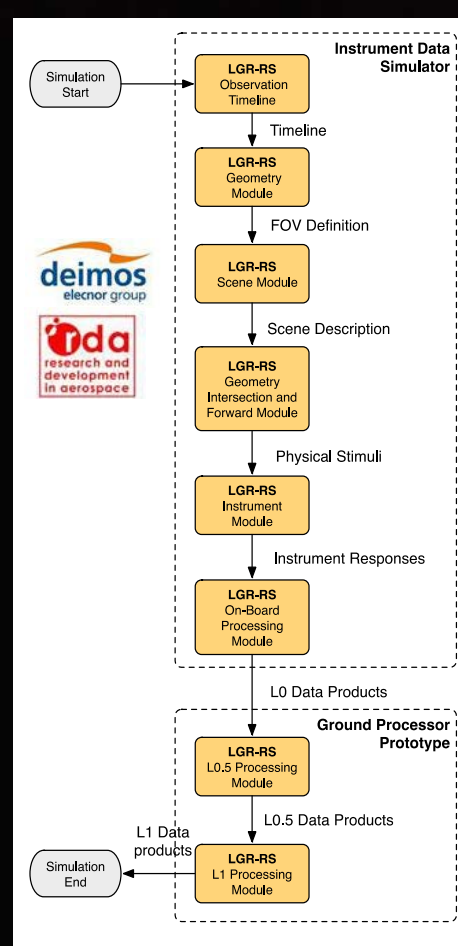 Instrument Data
Simulator
Simulation
Start
LGR-RS
Observation
Timeline
Timeline
LGR-RS
Geometry
Module
FOV Definition
deimos
elecnor group
LGR-RS
Scene Module
Scene Description
rda
research and
development
in aerospace
LGR-RS
Geometry
Intersection and
Forward Module
Physical Stimuli
LGR-RS
Instrument
Module
Instrument Responses
LGR-RS
On-Board
Processing
Module
L0 Data Products
Ground Processor
Prototype
LGR-RS
L0.5 Processing
Module
L0.5 Data Products
L1 Data
products
LGR-RS
L1 Processing
Module
Simulation
End